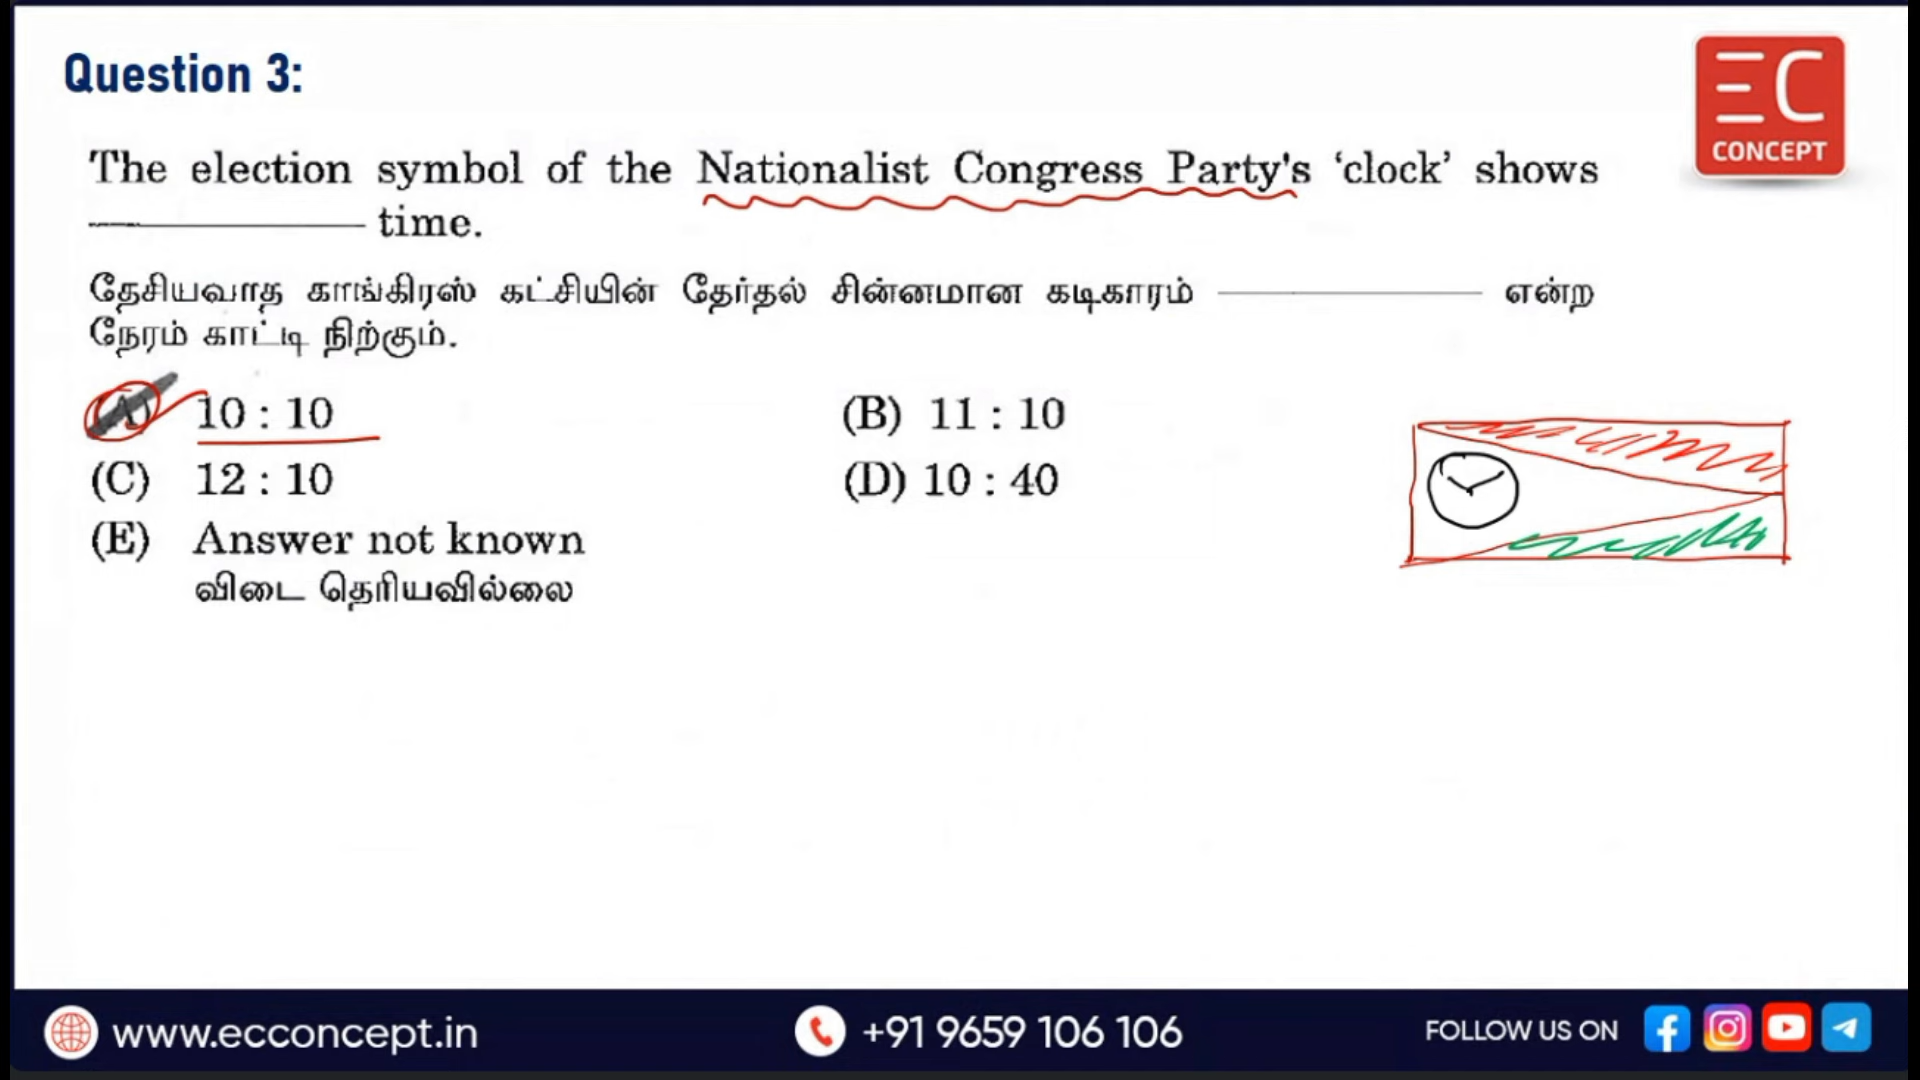 Question 3:
EC
CONCEPT
The election symbol of the Nationalist Congress Party's ‘clock’ shows
time.
தேசியவாத காங்கிரஸ் கட்சியின் தேர்தல் சின்னமான கடிகாரம் என்ற
நேரம் காட்டி நிற்கும்.
(A) 10 : 10 (B) 11 : 10
(C) 12 : 10 (D) 10 : 40
(E) Answer not known
விடை தெரியவில்லை
www.ecconcept.in +91 9659 106 106 FOLLOW US ON